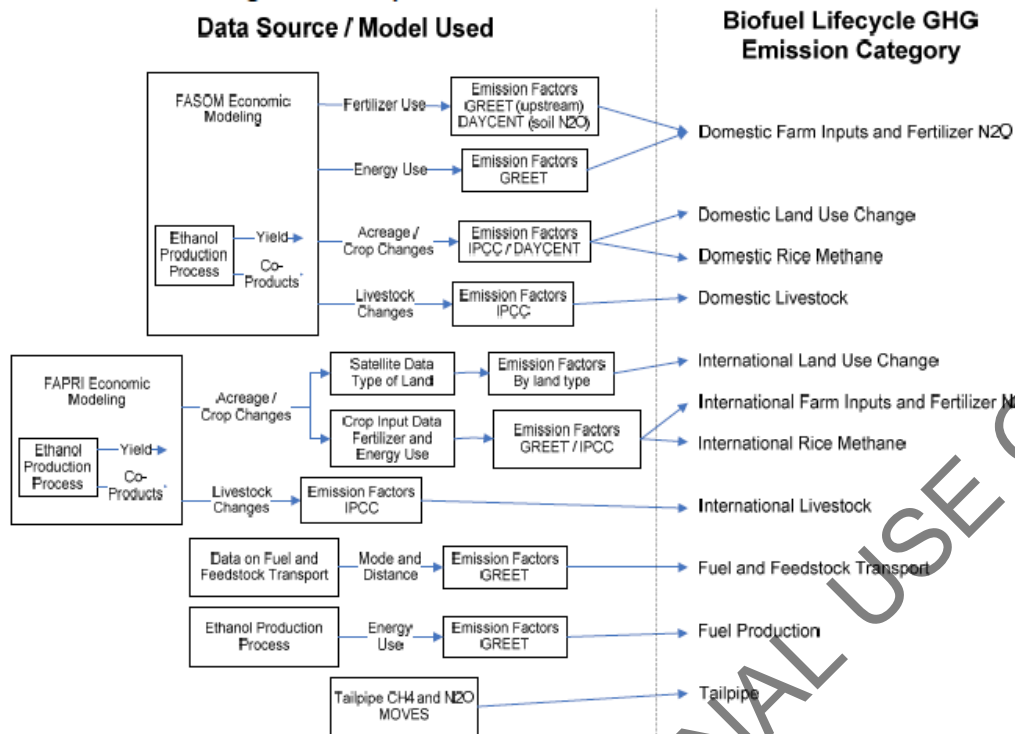 Data Source / Model Used
Biofuel Lifecycle GHG
Emission Category
FASOM Economic
Modeling
Fertilizer Use
Emission Factors
GREET (upstream)
DAYCENT (soil N2O)
Domestic Farm Inputs and Fertilizer N2O
Energy Use
Emission Factors
GREET
Ethanol
Production
Process
Yield
Co-
Products
Acreage /
Crop Changes
Emission Factors
IPCC / DAYCENT
Domestic Land Use Change
Domestic Rice Methane
Livestock
Changes
Emission Factors
IPCC
Domestic Livestock
FAPRI Economic
Modeling
Ethanol
Production
Process
Yield
Co-
Products
Acreage /
Crop Changes
Satellite Data
Type of Land
Emission Factors
By land type
International Land Use Change
Crop Input Data
Fertilizer and
Energy Use
Emission Factors
GREET / IPCC
International Farm Inputs and Fertilizer
International Rice Methane
Livestock
Changes
Emission Factors
IPCC
International Livestock
Data on Fuel and
Feedstock Transport
Mode and
Distance
Emission Factors
GREET
Fuel and Feedstock Transport
Ethanol Production
Process
Energy
Use
Emission Factors
GREET
Fuel Production
Tailpipe CH4 and N2O
MOVES
Tailpipe
NAL USE O